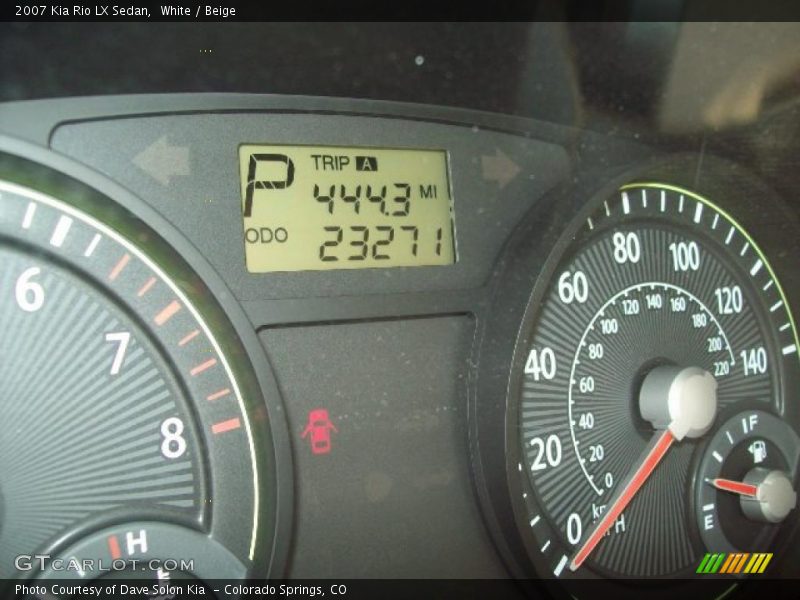 2007 Kia Rio LX Sedan, White / Beige
P TRIP A
444.3 MI
ODO 23271
6
7
8
H
0
20
40
60
80
100
120
140
0
20
40
60
80
100
120
140
160
180
200
220
F
E
GTCARLOT.COM
Photo Courtesy of Dave Solon Kia - Colorado Springs, CO